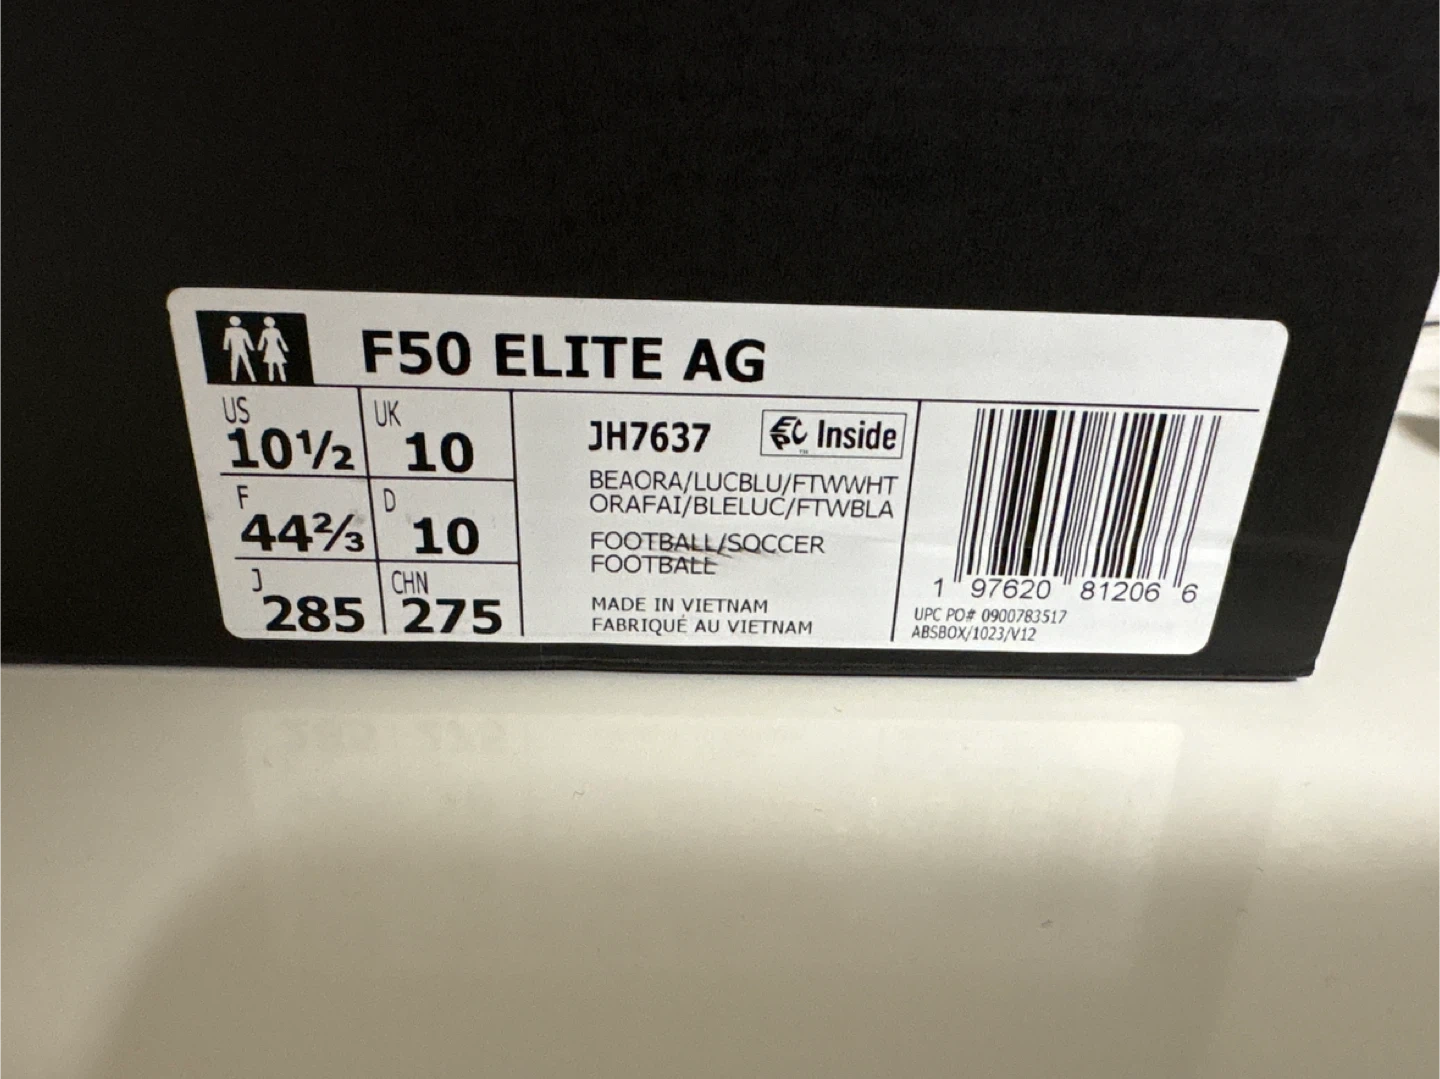 F50 ELITE AG
US 10½ UK 10
F 44⅔ D 10
J 285 CHN 275
JH7637 EPC Inside
BEAORA/LUCBLU/FTWWHT
ORAFAI/BLELUC/FTWBLA
FOOTBALL/SOCCER
FOOTBALL
MADE IN VIETNAM
FABRIQUÉ AU VIETNAM
1 97620 81206 6
UPC PO# 0900783517
ABSBOX/1023/V12